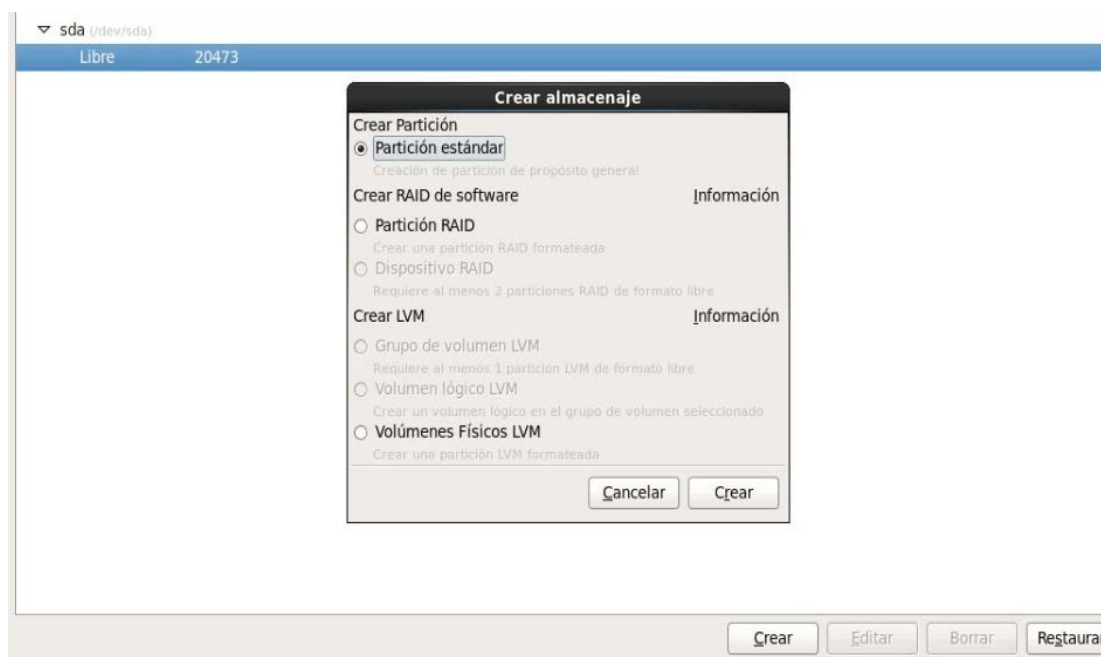 sda (/dev/sda)
Libre 20473
Crear almacenaje
Crear Partición
Partición estándar
Creación de partición de propósito general
Crear RAID de software Información
Partición RAID
Crear una partición RAID formateada
Dispositivo RAID
Requiere al menos 2 particiones RAID de formato libre
Crear LVM Información
Grupo de volumen LVM
Requiere al menos 1 partición LVM de formato libre
Volumen lógico LVM
Crear un volumen lógico en el grupo de volumen seleccionado
Volúmenes Físicos LVM
Crear una partición LVM formateada
Cancelar Crear
Crear Editar Borrar Restaurar